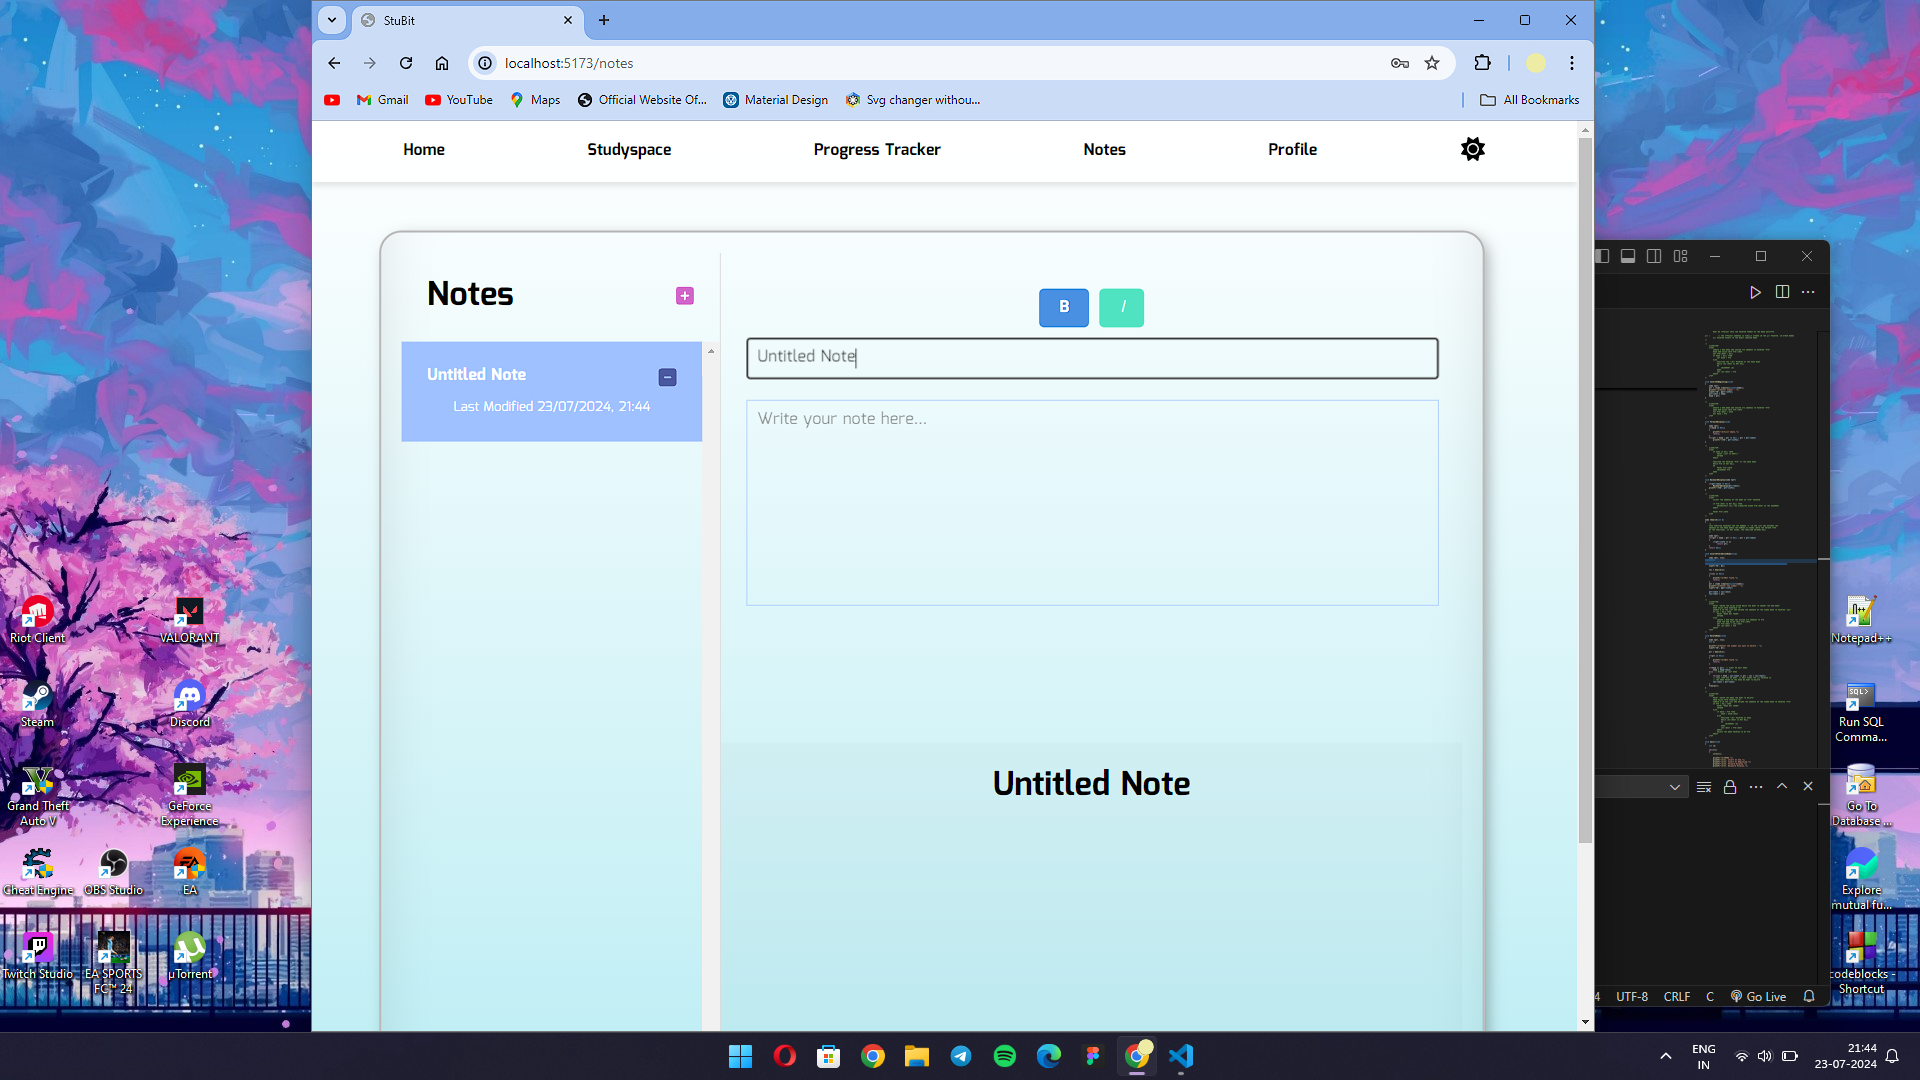 StuBit
localhost:5173/notes
Gmail
YouTube
Maps
Official Website Of...
Material Design
Svg changer withou...
All Bookmarks
Home
Studyspace
Progress Tracker
Notes
Profile
Notes
B
I
Untitled Note
Untitled Note
Last Modified 23/07/2024, 21:44
Write your note here...
Untitled Note
Riot Client
VALORANT
Steam
Discord
Grand Theft
Auto V
GeForce
Experience
Cheat Engine
OBS Studio
EA
Twitch Studio
EA SPORTS
FC™ 24
µTorrent
Notepad++
SQL>
Run SQL
Comma...
Go To
Database ...
Explore
mutual fu...
codeblocks -
Shortcut
4
UTF-8
CRLF
C
Go Live
ENG
IN
21:44
23-07-2024